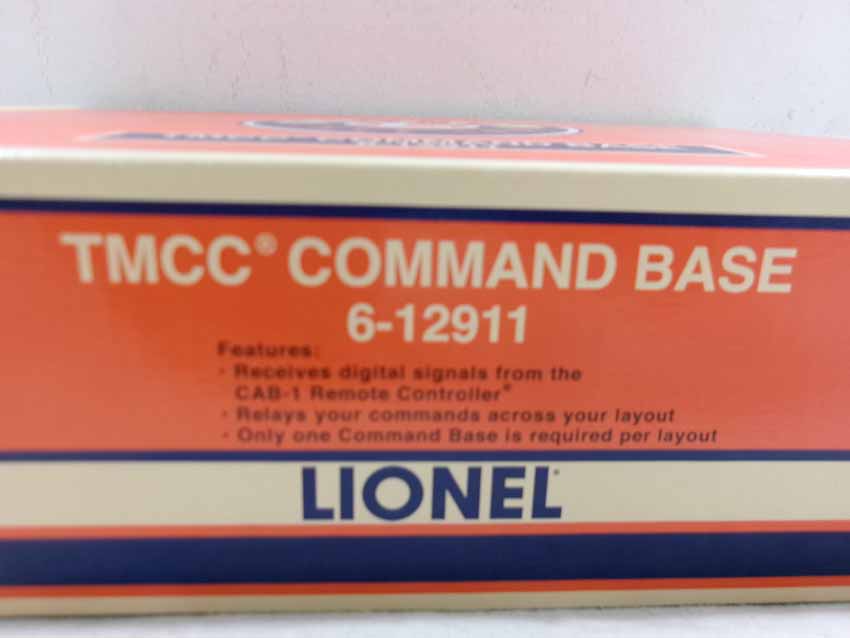 TMCC® COMMAND BASE
6-12911
Features:
• Receives digital signals from the
CAB-1 Remote Controller®
• Relays your commands across your layout
• Only one Command Base is required per layout
LIONEL